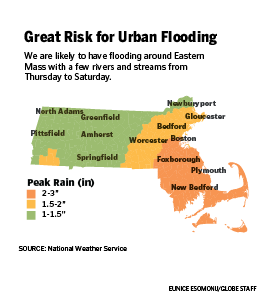 Great Risk for Urban Flooding
We are likely to have flooding around Eastern
Mass with a few rivers and streams from
Thursday to Saturday.
Newburyport
North Adams
Greenfield
Gloucester
Bedford
Pittsfield
Amherst
Worcester
Boston
Springfield
Foxborough
Plymouth
New Bedford
Peak Rain (in)
2-3"
1.5-2"
1-1.5"
SOURCE: National Weather Service
EUNICE ESOMONU/GLOBE STAFF